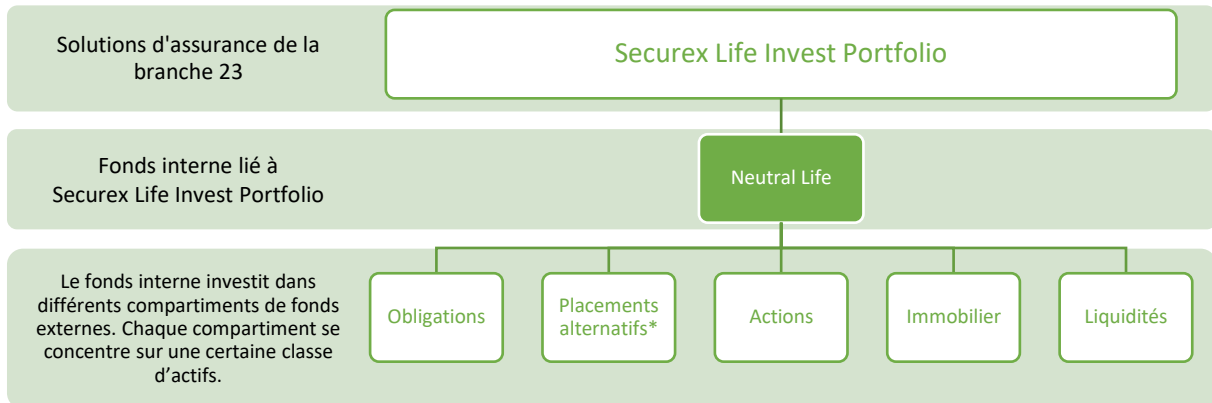 Solutions d'assurance de la
branche 23
Securex Life Invest Portfolio
Fonds interne lié à
Securex Life Invest Portfolio
Neutral Life
Le fonds interne investit dans
différents compartiments de fonds
externes. Chaque compartiment se
concentre sur une certaine classe
d’actifs.
Obligations
Placements
alternatifs*
Actions
Immobilier
Liquidités